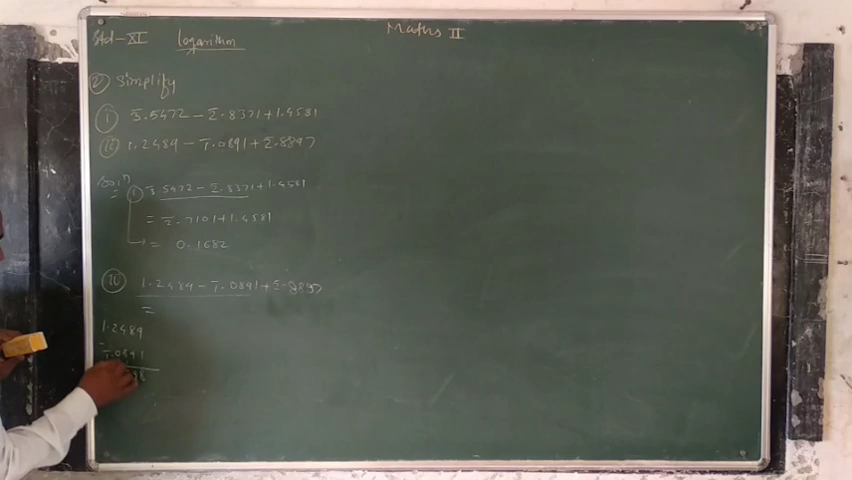 Std-XI logarithm Maths II
② Simplify
ⓘ 3̅.5472 - 2̅.8371 + 1.4581
ⓘⓘ 1.2489 - 1̅.0891 + 2̅.8897
Sol:n ⓘ 3̅.5472 - 2̅.8371 + 1.4581
= 2̅.7101 + 1.4581
= 0.1682
ⓘⓘ 1.2489 - 1̅.0891 + 2̅.8897
=
1.2489
- 1̅.0891